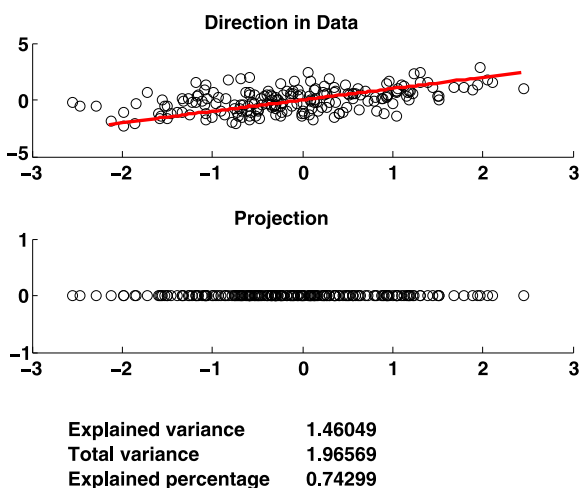 Direction in Data
5
0
−5
−3 −2 −1 0 1 2 3
Projection
1
0
−1
−3 −2 −1 0 1 2 3
Explained variance 1.46049
Total variance 1.96569
Explained percentage 0.74299